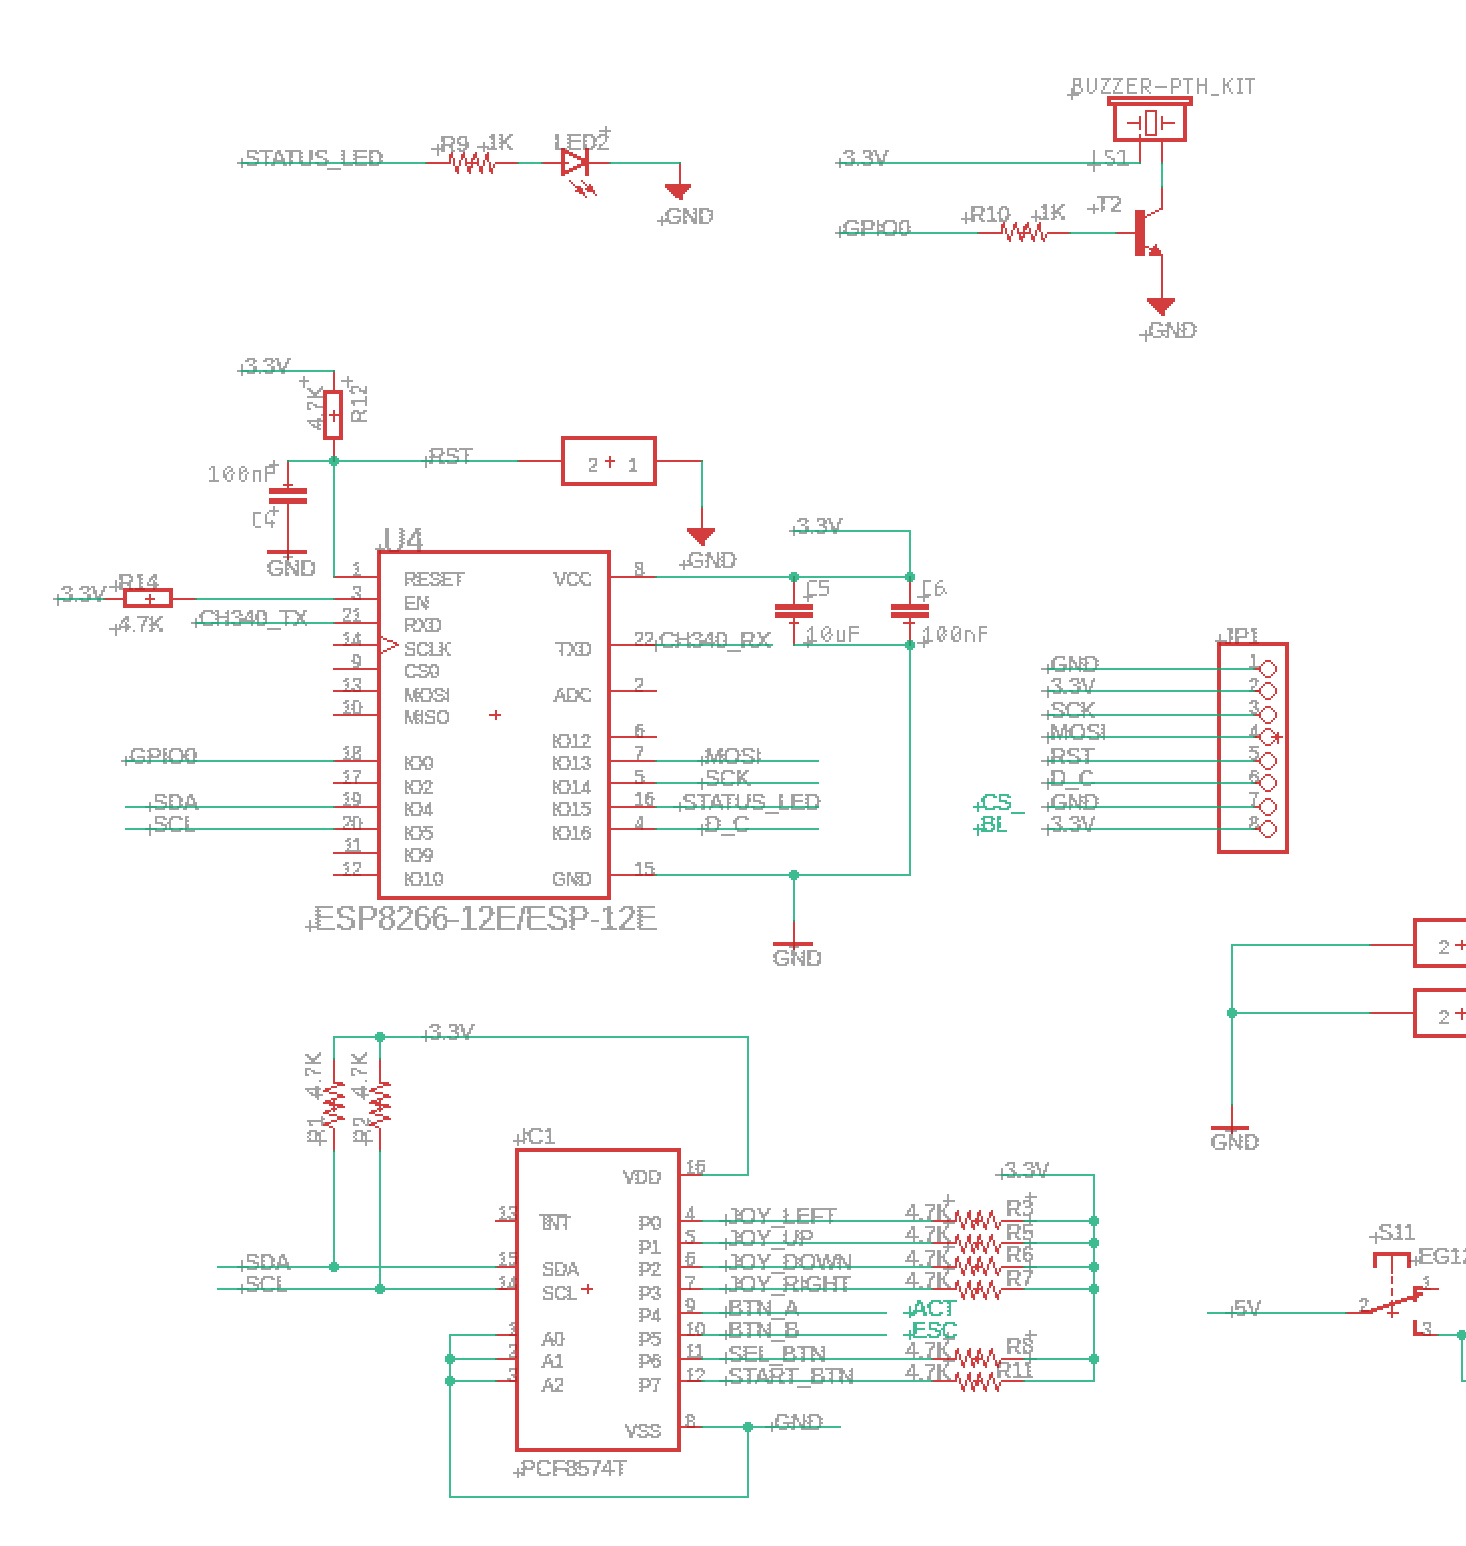 BUZZER-PTH_KIT
STATUS_LED
R9
1K
LED2
GND
3.3V
LS1
GPIO0
R10
1K
T2
GND
3.3V
4.7K
R12
100nF
C4
GND
RST
2 1
GND
3.3V
C5
10uF
C6
100nF
3.3V
R14
4.7K
CH340_TX
U4
1 RESET VCC 8
3 EN
21 RXD
14 SCLK TXD 22 CH340_RX
9 CS0
13 MOSI ADC 2
10 MISO
IO12 6
GPIO0 18 IO0 IO13 7 MOSI
17 IO2 IO14 5 SCK
SDA 19 IO4 IO15 16 STATUS_LED
SCL 20 IO5 IO16 4 D_C
11 IO9
12 IO10 GND 15
ESP8266-12E/ESP-12E
GND
JP1
GND 1
3.3V 2
SCK 3
MOSI 4
RST 5
D_C 6
CS_ GND 7
BL 3.3V 8
2
2
GND
3.3V
4.7K
4.7K
R1
R2
IC1
VDD 16
13 INT P0 4 JOY_LEFT 4.7K R3
P1 5 JOY_UP 4.7K R5
SDA 15 SDA P2 6 JOY_DOWN 4.7K R6
SCL 14 SCL P3 7 JOY_RIGHT 4.7K R7
P4 9 BTN_A ACT
A0 P5 10 BTN_B ESC
2 A1 P6 11 SEL_BTN 4.7K R8
3 A2 P7 12 START_BTN 4.7K R11
VSS 8 GND
PCF8574T
3.3V
S11
EG12
5V 2
1
3